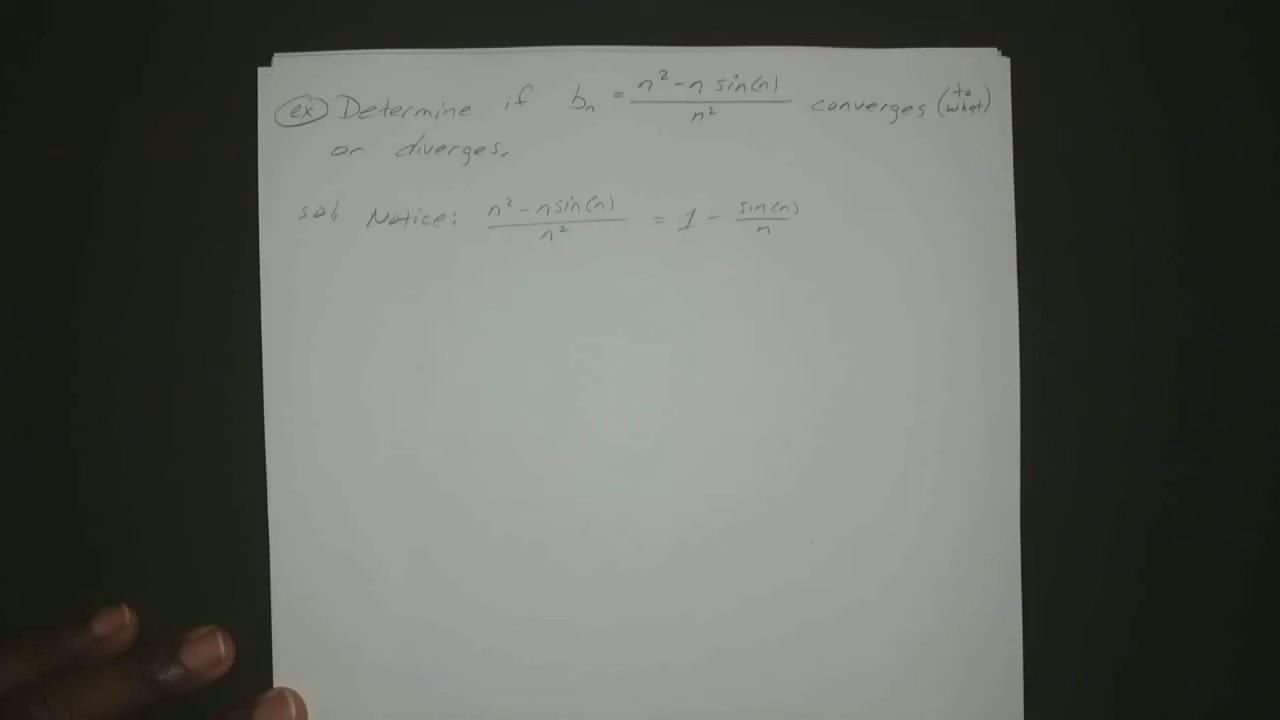 ex Determine if bₙ = (n² - n sin(n))/n² converges (to what)
or diverges.
sol Notice: (n² - n sin(n))/n² = 1 - sin(n)/n